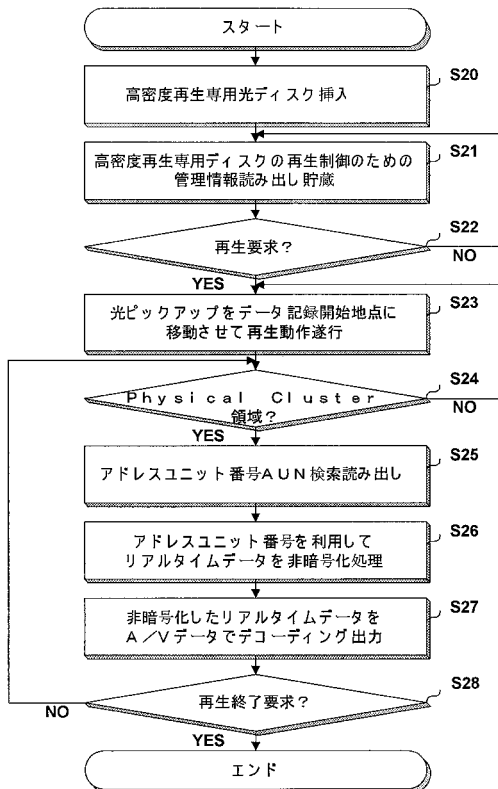 スタート
S20
高密度再生専用光ディスク挿入
S21
高密度再生専用ディスクの再生制御のための
管理情報読み出し貯蔵
S22
再生要求?
NO
YES
S23
光ピックアップをデータ記録開始地点に
移動させて再生動作遂行
S24
Physical Cluster
領域?
NO
YES
S25
アドレスユニット番号AUN検索読み出し
S26
アドレスユニット番号を利用して
リアルタイムデータを非暗号化処理
S27
非暗号化したリアルタイムデータを
A/Vデータでデコーディング出力
S28
再生終了要求?
NO
YES
エンド